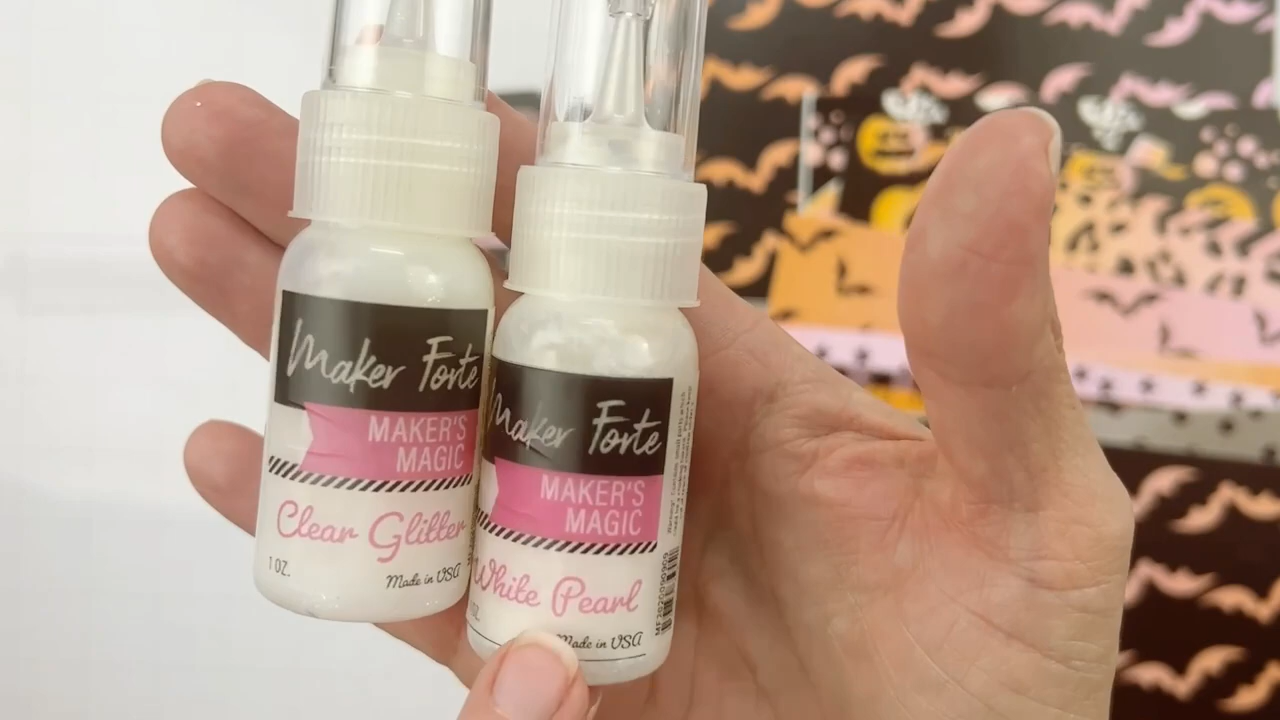 Maker Forte
MAKER'S
MAGIC
Clear Glitter
1 OZ.
Made in USA
Maker Forte
MAKER'S
MAGIC
White Pearl
OZ.
Made in USA